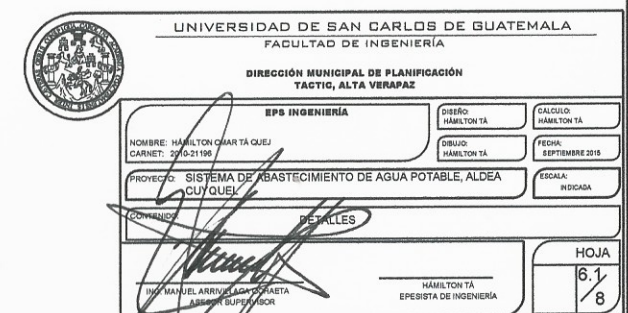 UNIVERSIDAD DE SAN CARLOS DE GUATEMALA
FACULTAD DE INGENIERÍA
DIRECCIÓN MUNICIPAL DE PLANIFICACIÓN
TACTIC, ALTA VERAPAZ
EPS INGENIERÍA
NOMBRE: HÁMILTON OMAR TÁ QUEJ
CARNET: 2010-21196
DISEÑO:
HÁMILTON TÁ
CALCULO:
HÁMILTON TÁ
DIBUJO:
HÁMILTON TÁ
FECHA:
SEPTIEMBRE 2015
PROYECTO: SISTEMA DE ABASTECIMIENTO DE AGUA POTABLE, ALDEA
CUYQUEL
ESCALA:
INDICADA
CONTENIDO:
DETALLES
ING. MANUEL ARRIVILLAGA OCHAETA
ASESOR SUPERVISOR
HÁMILTON TÁ
EPESISTA DE INGENIERÍA
HOJA
6.1
8